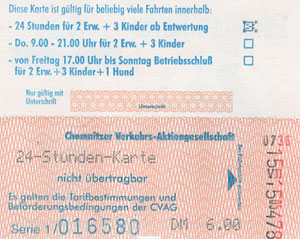 Diese Karte ist gültig für beliebig viele Fahrten innerhalb:
- 24 Stunden für 2 Erw. + 3 Kinder ab Entwertung
- Do. 9.00 - 21.00 Uhr für 2 Erw. + 3 Kinder
- von Freitag 17.00 Uhr bis Sonntag Betriebsschluß
für 2 Erw. + 3 Kinder + 1 Hund
Nur gültig mit
Unterschrift
Unterschrift
Chemnitzer Verkehrs-Aktiengesellschaft
24-Stunden-Karte
nicht übertragbar
Es gelten die Tarifbestimmungen und
Beförderungsbedingungen der CVAG
Serie 1/016580 DM 6.00
0736